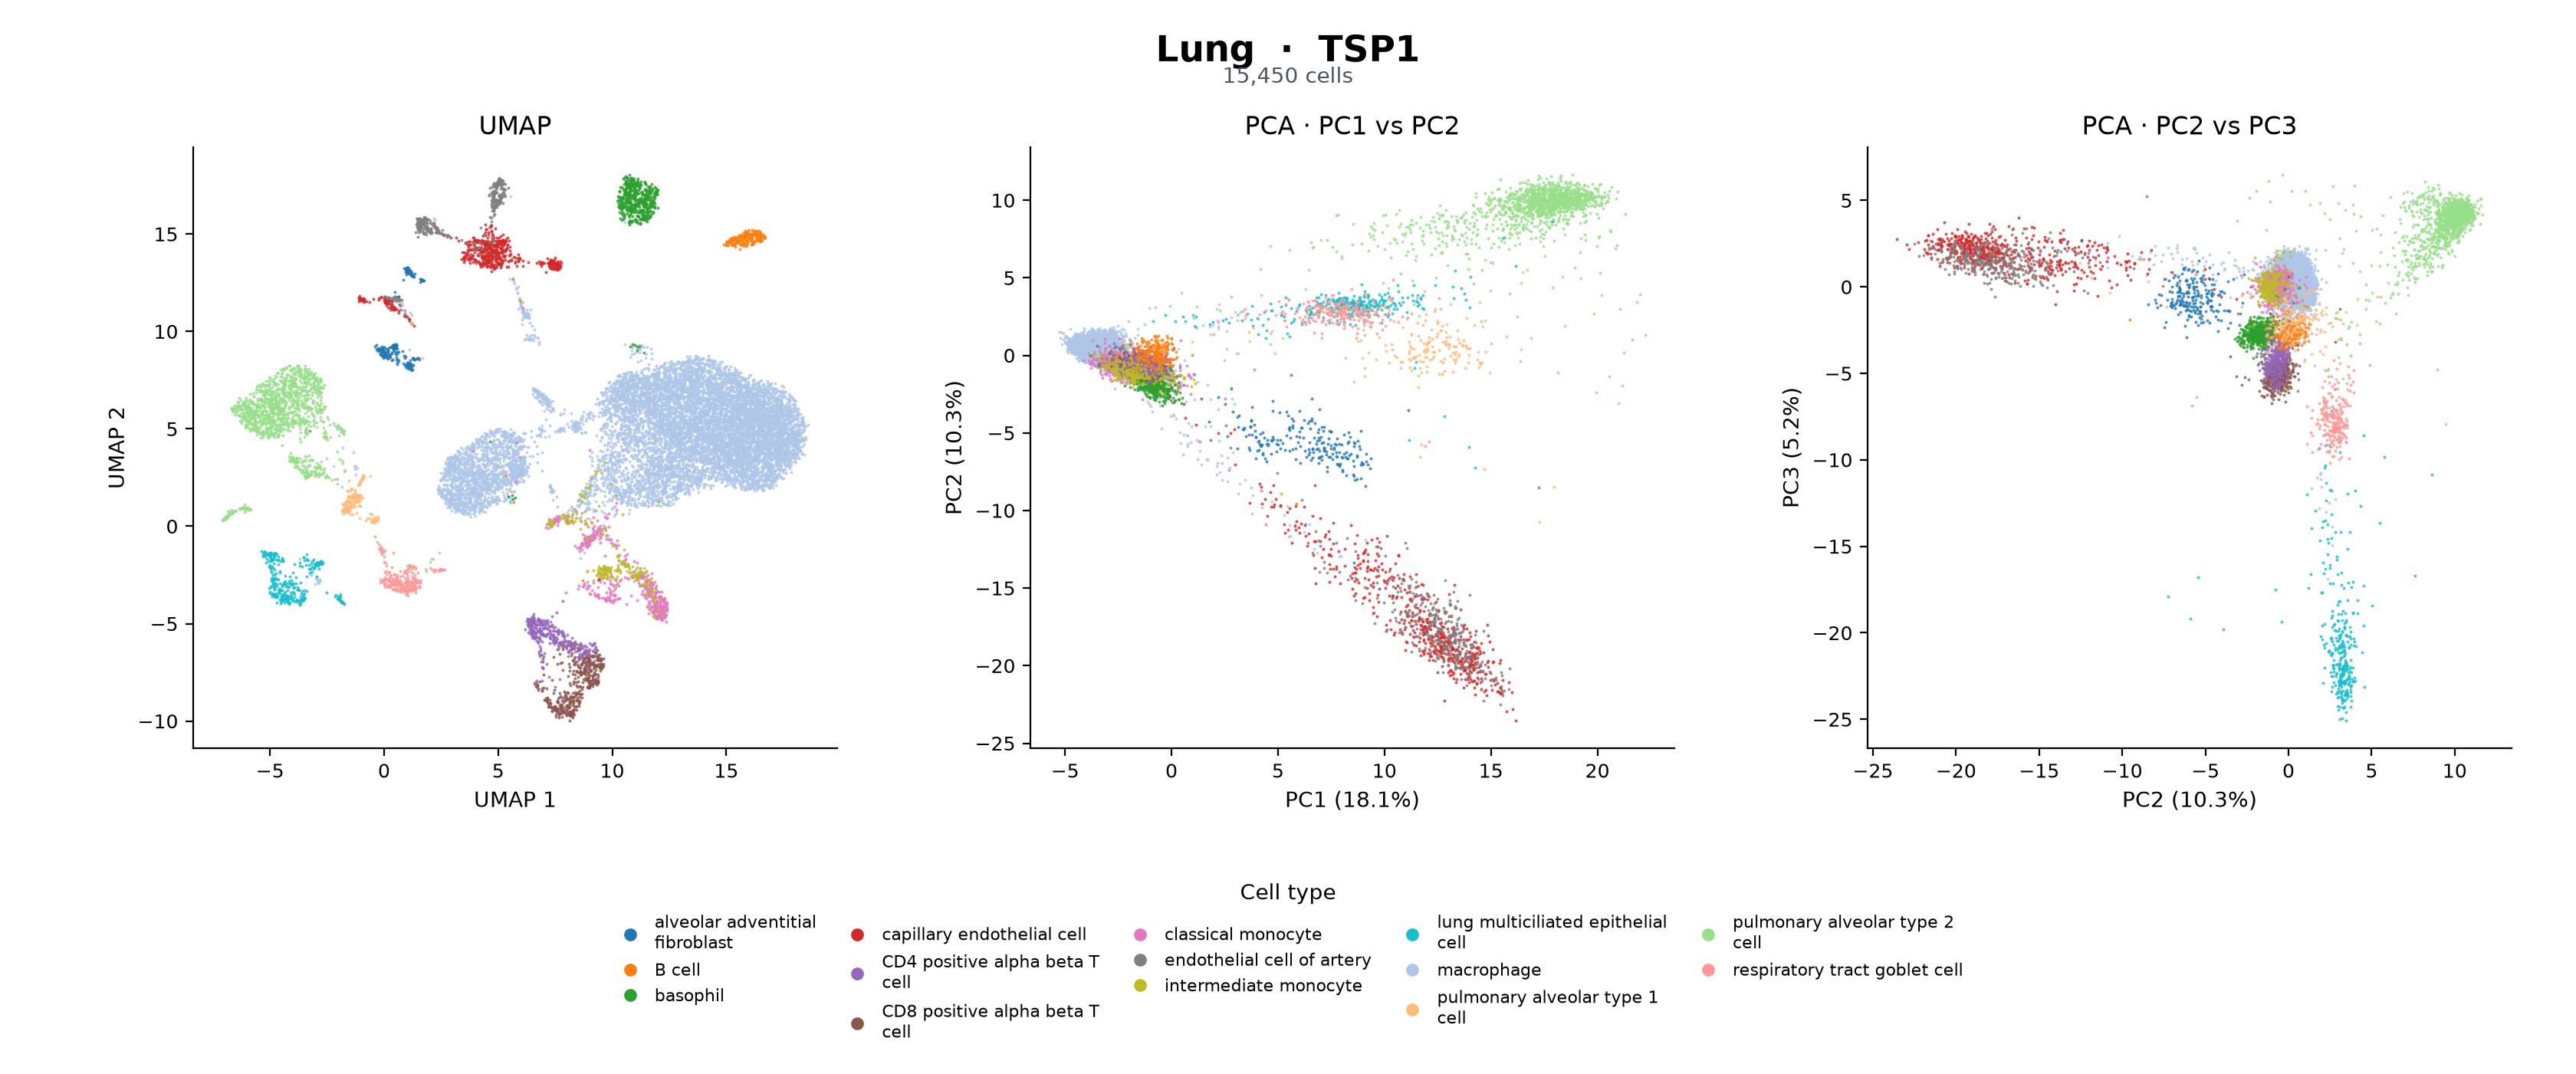 Lung · TSP1
15,450 cells
UMAP
PCA · PC1 vs PC2
PCA · PC2 vs PC3
UMAP 2
15
10
5
0
−5
−10
−5
0
5
10
15
UMAP 1
PC2 (10.3%)
10
5
0
−5
−10
−15
−20
−25
−5
0
5
10
15
20
PC1 (18.1%)
PC3 (5.2%)
5
0
−5
−10
−15
−20
−25
−25
−20
−15
−10
−5
0
5
10
PC2 (10.3%)
Cell type
alveolar adventitial
fibroblast
B cell
basophil
capillary endothelial cell
CD4 positive alpha beta T
cell
CD8 positive alpha beta T
cell
classical monocyte
endothelial cell of artery
intermediate monocyte
lung multiciliated epithelial
cell
macrophage
pulmonary alveolar type 1
cell
pulmonary alveolar type 2
cell
respiratory tract goblet cell